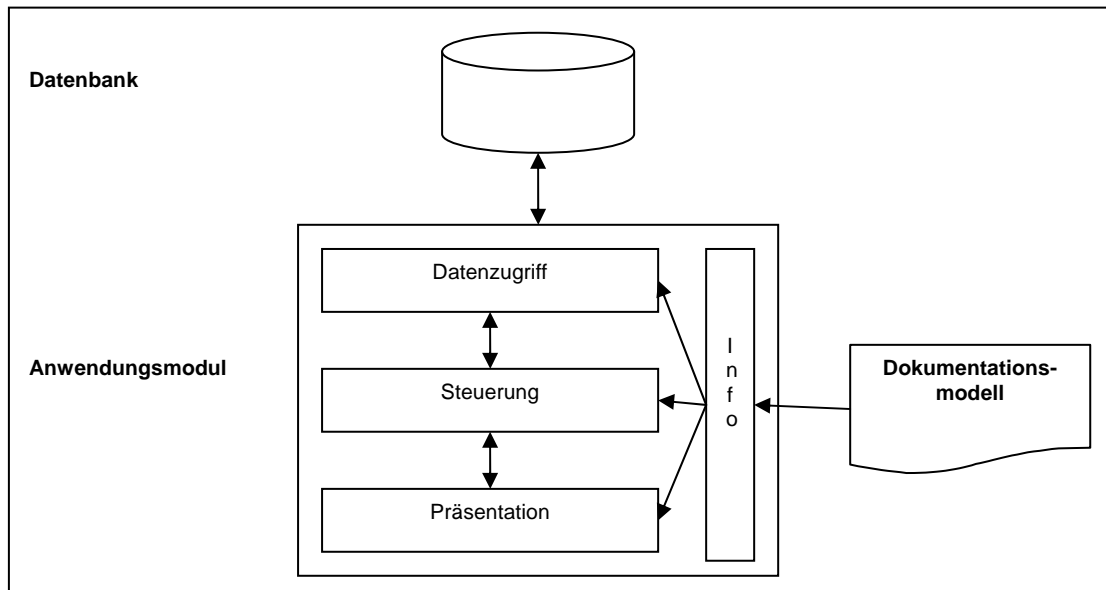 Datenbank
Datenzugriff
Anwendungsmodul
Steuerung
Präsentation
I
n
f
o
Dokumentations-
modell